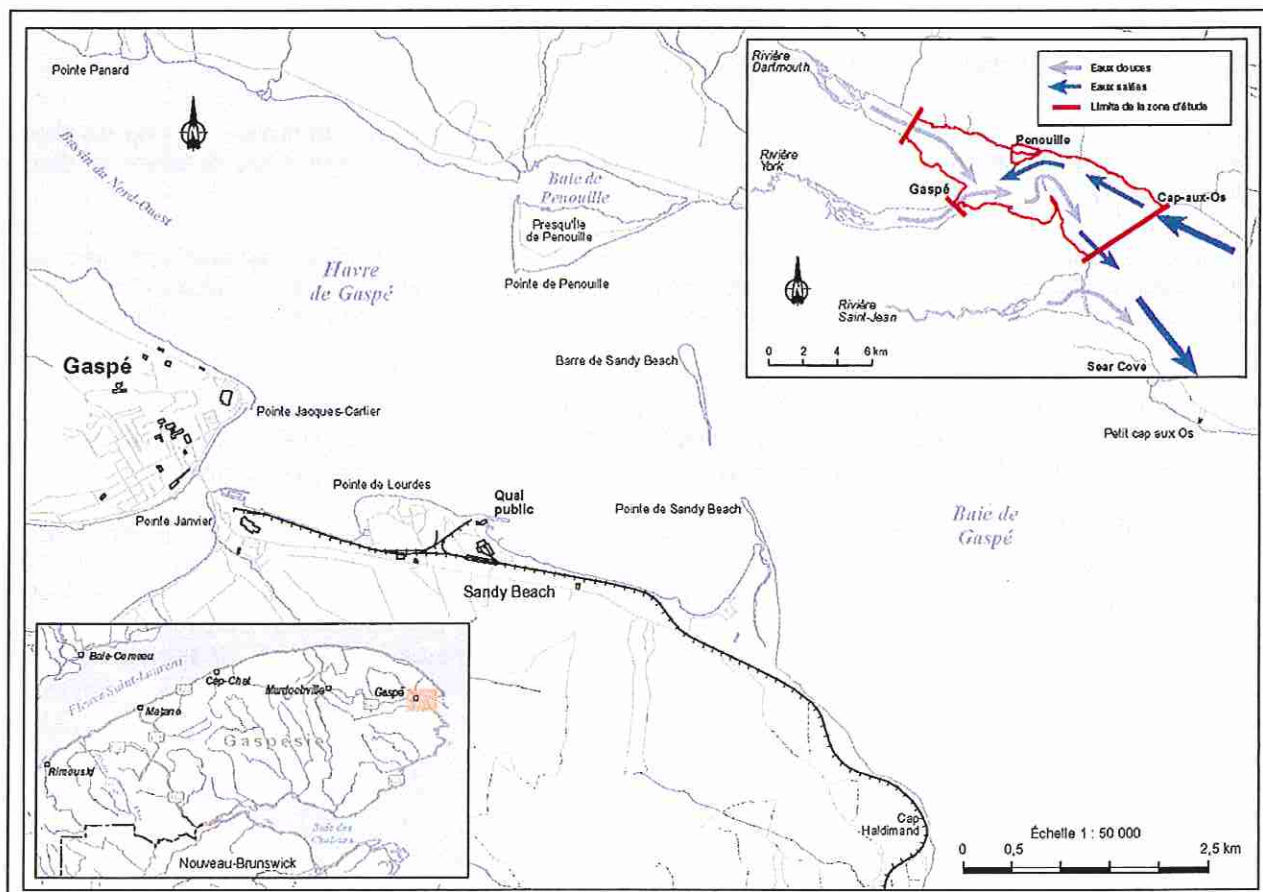 Pointe Panard
N
Bassin du Nord-Ouest
Baie de
Penouille
Presqu'île
de Penouille
Pointe de Penouille
Havre
de Gaspé
Gaspé
Pointe Jacques-Cartier
Barre de Sandy Beach
Pointe de Lourdes
Quai
public
Pointe Janvier
Pointe de Sandy Beach
Sandy Beach
Baie de
Gaspé
Petit cap aux Os
Cap
-Haldimand
Échelle 1 : 50 000
0 0,5 2,5 km
Rivière
Dartmouth
Eaux douces
Eaux salées
Limite de la zone d'étude
Penouille
Rivière
York
Gaspé
Cap-aux-Os
N
Rivière
Saint-Jean
0 2 4 6 km
Seal Cove
Baie-Comeau
Fleuve Saint-Laurent
Cap-Chat
Murdochville
Gaspé
Matane
Gaspésie
Rimouski
Baie des
Chaleurs
Nouveau-Brunswick